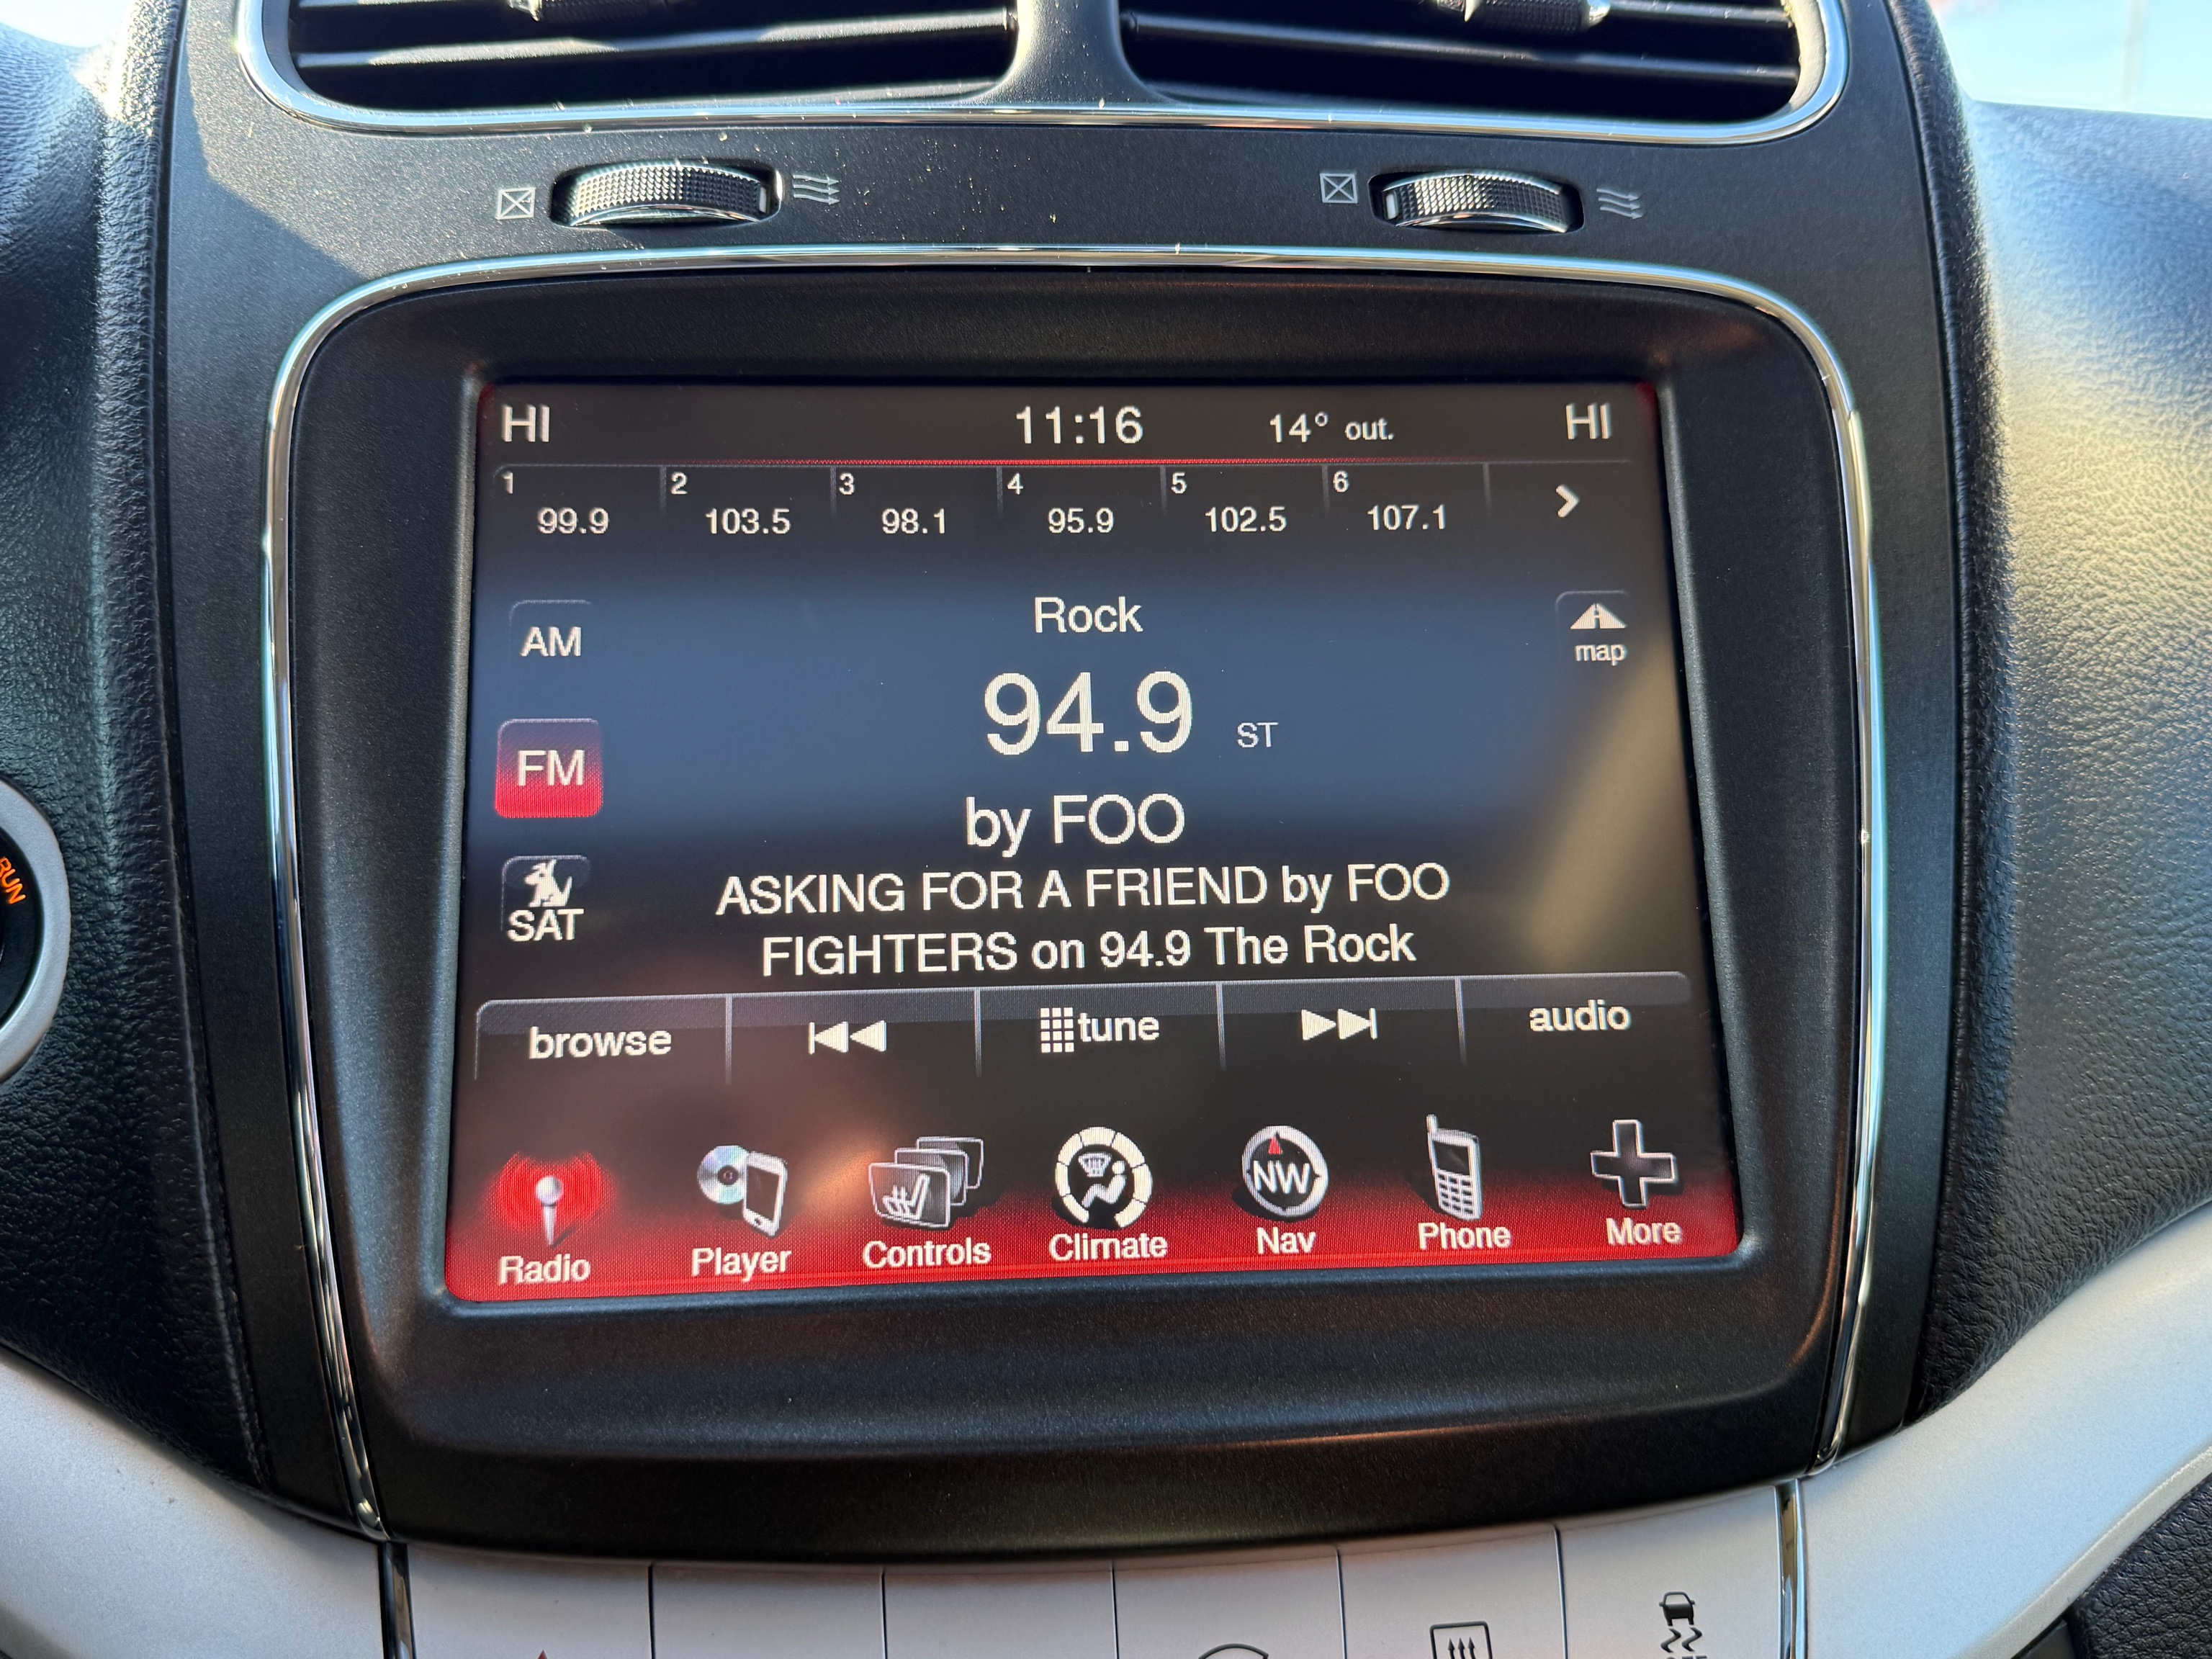 HI 11:16 14° out. HI
1 2 3 4 5 6
99.9 103.5 98.1 95.9 102.5 107.1
Rock
AM
map
94.9 ST
FM
by FOO
RUN
ASKING FOR A FRIEND by FOO
SAT
FIGHTERS on 94.9 The Rock
browse tune audio
NW
Radio Player Controls Climate Nav Phone More